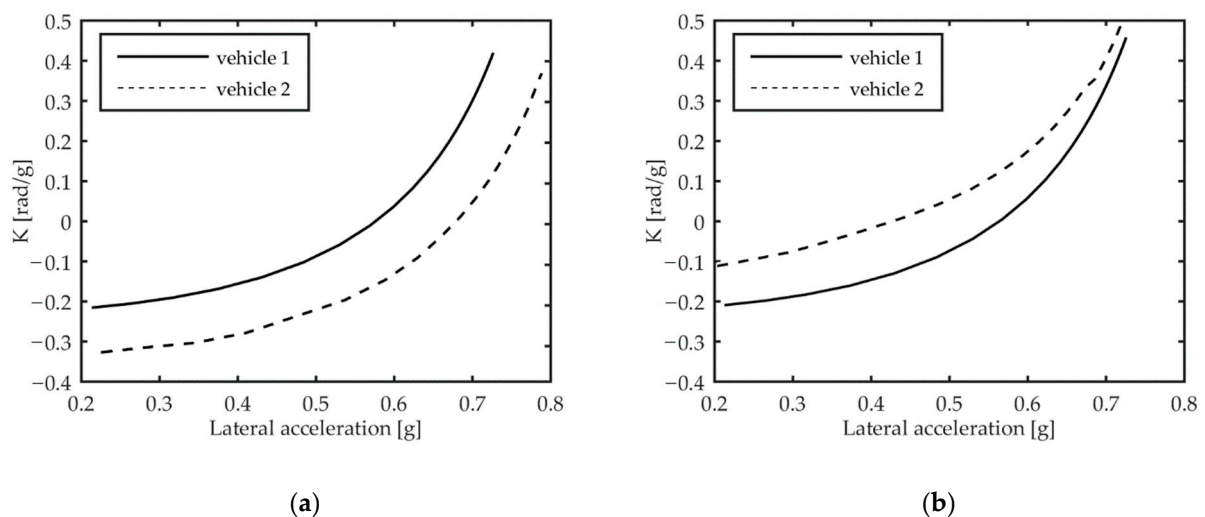 0.5
0.4
0.3
0.2
0.1
0
−0.1
−0.2
−0.3
−0.4
K [rad/g]
vehicle 1
vehicle 2
0.2 0.3 0.4 0.5 0.6 0.7 0.8
Lateral acceleration [g]
(a)
0.5
0.4
0.3
0.2
0.1
0
−0.1
−0.2
−0.3
−0.4
K [rad/g]
vehicle 1
vehicle 2
0.2 0.3 0.4 0.5 0.6 0.7 0.8
Lateral acceleration [g]
(b)